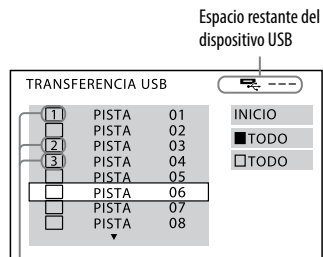 Espacio restante del
dispositivo USB
TRANSFERENCIA USB
---
1 PISTA 01
PISTA 02
2 PISTA 03
3 PISTA 04
PISTA 05
PISTA 06
PISTA 07
PISTA 08
INICIO
■TODO
□TODO